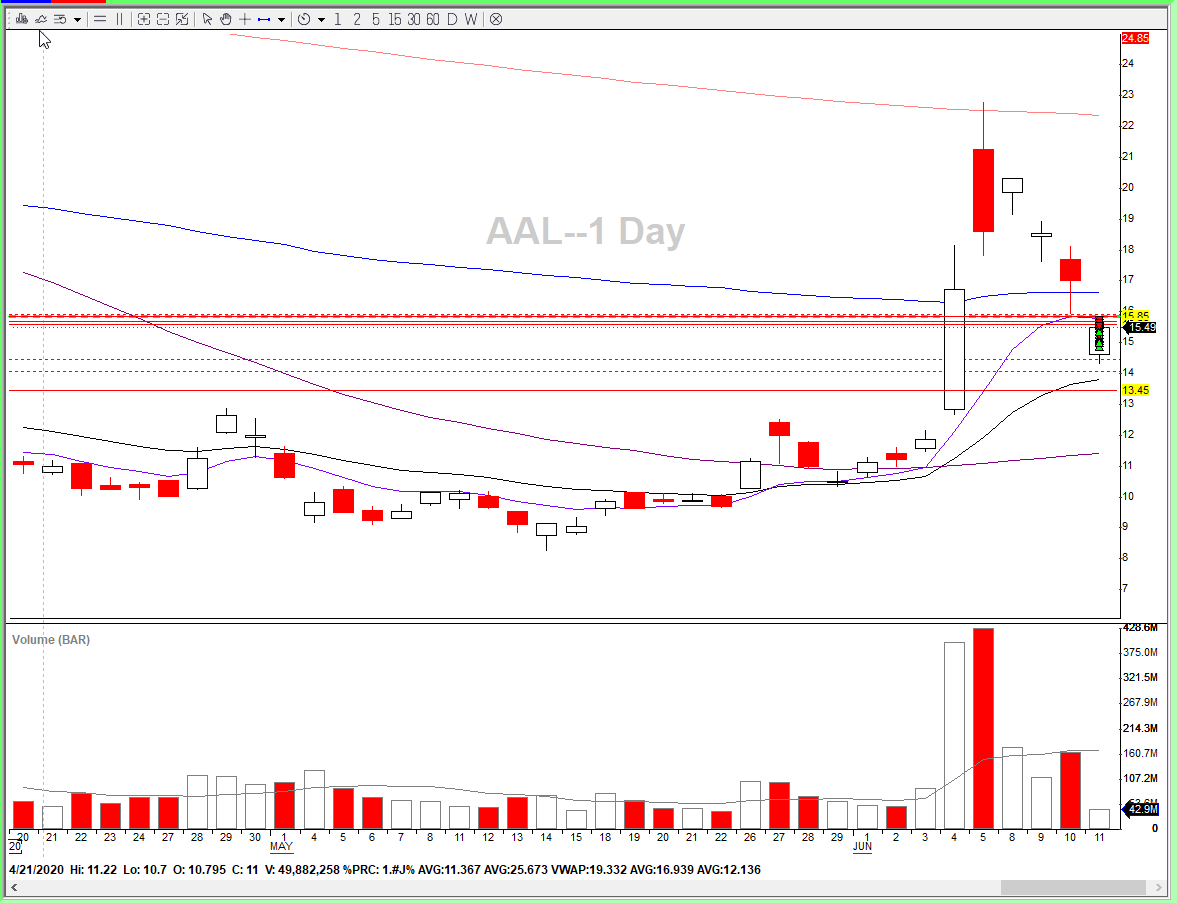 1 2 5 15 30 60 D W
AAL--1 Day
24.85
24
23
22
21
20
19
18
17
16
15.85
15.49
15
14
13.45
13
12
11
10
9
8
7
Volume (BAR)
428.6M
375.0M
321.5M
267.9M
214.3M
160.7M
107.2M
53.6M
42.9M
0
20 21 22 23 24 27 28 29 30 1 4 5 6 7 8 11 12 13 14 15 18 19 20 21 22 26 27 28 29 1 2 3 4 5 8 9 10 11
20 MAY JUN
4/21/2020 Hi: 11.22 Lo: 10.7 O: 10.795 C: 11 V: 49,882,258 %PRC: 1.#J% AVG:11.367 AVG:25.673 VWAP:19.332 AVG:16.939 AVG:12.136